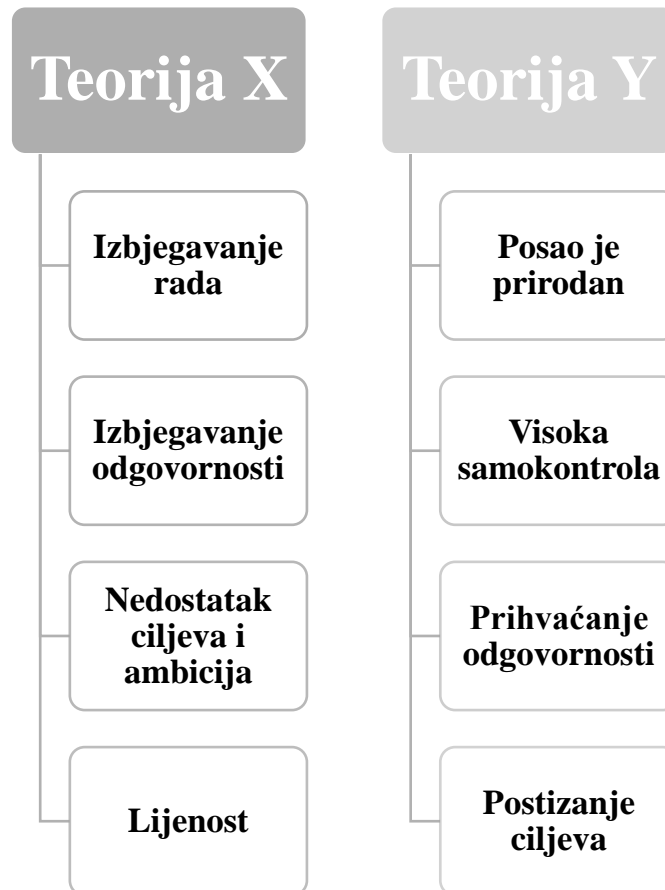 Teorija X
Izbjegavanje
rada
Izbjegavanje
odgovornosti
Nedostatak
ciljeva i
ambicija
Lijenost
Teorija Y
Posao je
prirodan
Visoka
samokontrola
Prihvaćanje
odgovornosti
Postizanje
ciljeva